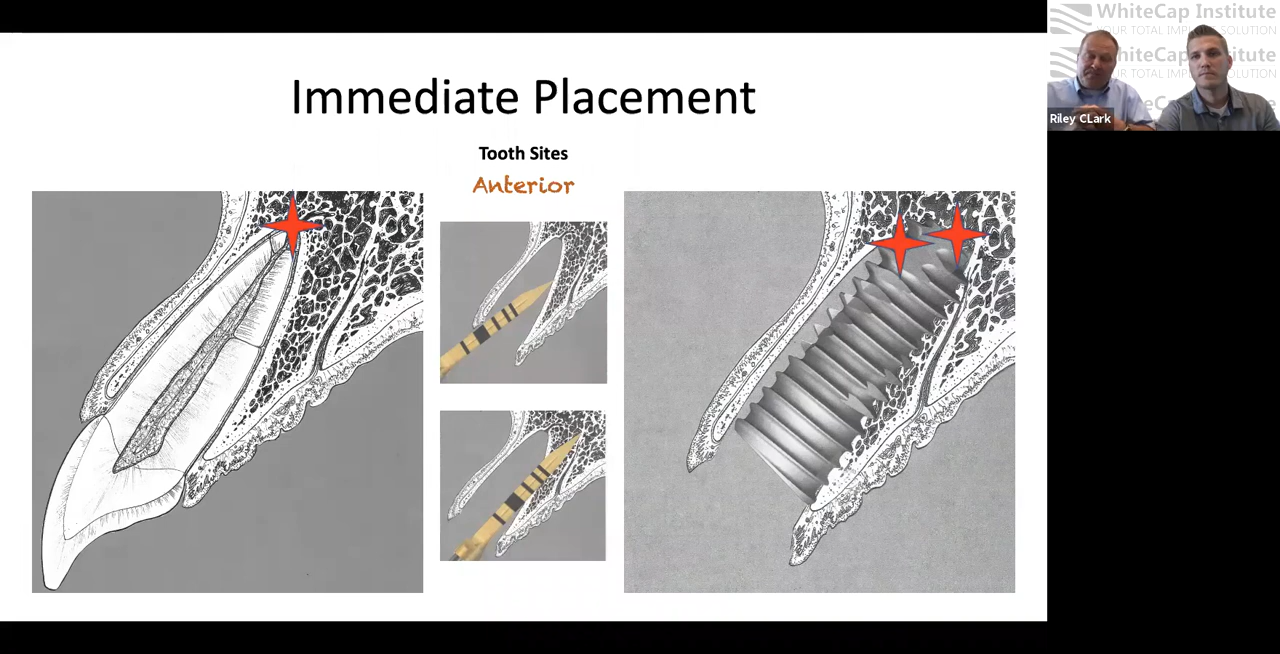 Immediate Placement
Tooth Sites
Anterior
WhiteCap Institute
YOUR TOTAL IMPLANT SOLUTION
WhiteCap Institute
YOUR TOTAL IMPLANT SOLUTION
Riley CLark